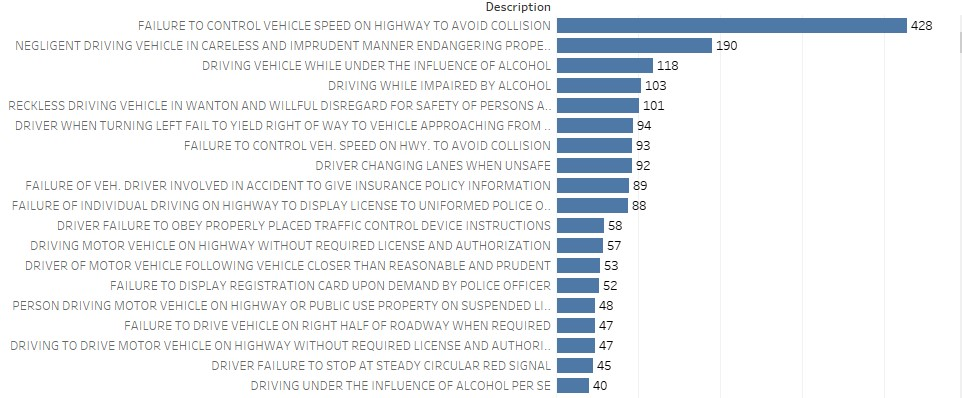 Description
FAILURE TO CONTROL VEHICLE SPEED ON HIGHWAY TO AVOID COLLISION 428
NEGLIGENT DRIVING VEHICLE IN CARELESS AND IMPRUDENT MANNER ENDANGERING PROPE.. 190
DRIVING VEHICLE WHILE UNDER THE INFLUENCE OF ALCOHOL 118
DRIVING WHILE IMPAIRED BY ALCOHOL 103
RECKLESS DRIVING VEHICLE IN WANTON AND WILLFUL DISREGARD FOR SAFETY OF PERSONS A.. 101
DRIVER WHEN TURNING LEFT FAIL TO YIELD RIGHT OF WAY TO VEHICLE APPROACHING FROM .. 94
FAILURE TO CONTROL VEH. SPEED ON HWY. TO AVOID COLLISION 93
DRIVER CHANGING LANES WHEN UNSAFE 92
FAILURE OF VEH. DRIVER INVOLVED IN ACCIDENT TO GIVE INSURANCE POLICY INFORMATION 89
FAILURE OF INDIVIDUAL DRIVING ON HIGHWAY TO DISPLAY LICENSE TO UNIFORMED POLICE O.. 88
DRIVER FAILURE TO OBEY PROPERLY PLACED TRAFFIC CONTROL DEVICE INSTRUCTIONS 58
DRIVING MOTOR VEHICLE ON HIGHWAY WITHOUT REQUIRED LICENSE AND AUTHORIZATION 57
DRIVER OF MOTOR VEHICLE FOLLOWING VEHICLE CLOSER THAN REASONABLE AND PRUDENT 53
FAILURE TO DISPLAY REGISTRATION CARD UPON DEMAND BY POLICE OFFICER 52
PERSON DRIVING MOTOR VEHICLE ON HIGHWAY OR PUBLIC USE PROPERTY ON SUSPENDED LI.. 48
FAILURE TO DRIVE VEHICLE ON RIGHT HALF OF ROADWAY WHEN REQUIRED 47
DRIVING TO DRIVE MOTOR VEHICLE ON HIGHWAY WITHOUT REQUIRED LICENSE AND AUTHORI.. 47
DRIVER FAILURE TO STOP AT STEADY CIRCULAR RED SIGNAL 45
DRIVING UNDER THE INFLUENCE OF ALCOHOL PER SE 40